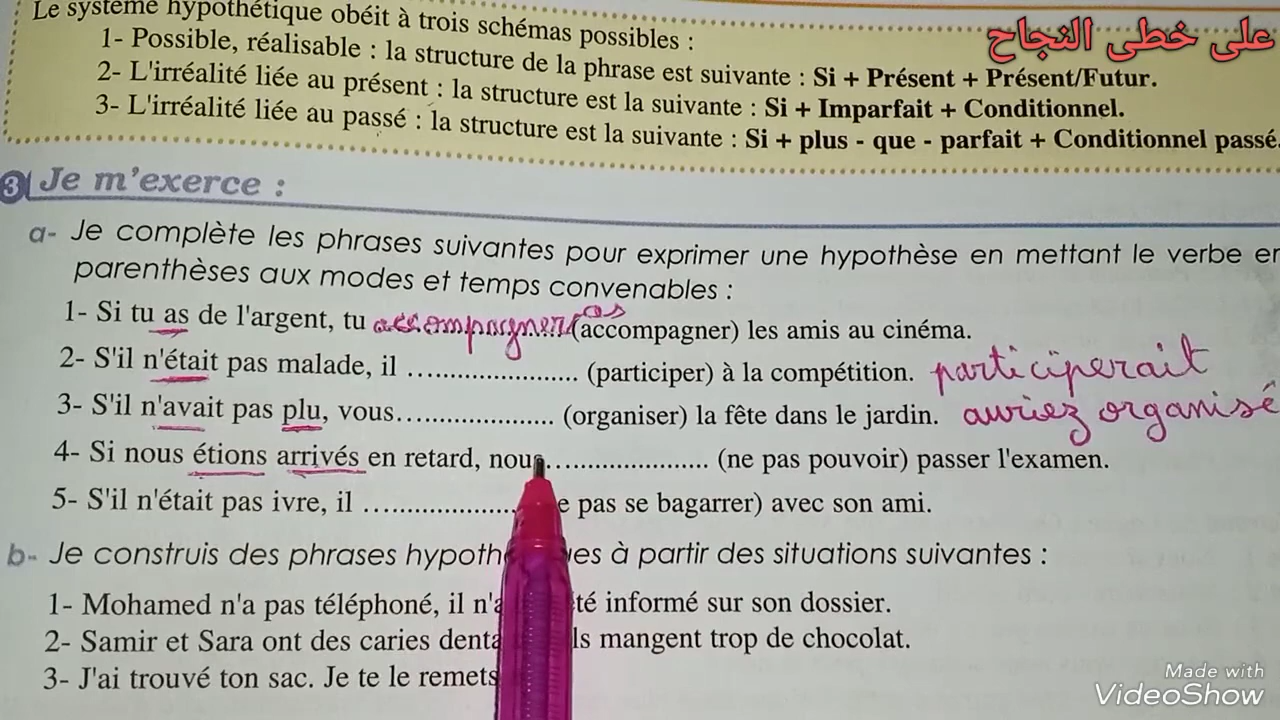 Le système hypothétique obéit à trois schémas possibles :
على خطى النجاح
1- Possible, réalisable : la structure de la phrase est suivante : Si + Présent + Présent/Futur.
2- L'irréalité liée au présent : la structure est la suivante : Si + Imparfait + Conditionnel.
3- L'irréalité liée au passé : la structure est la suivante : Si + plus - que - parfait + Conditionnel passé.
3 Je m'exerce :
a- Je complète les phrases suivantes pour exprimer une hypothèse en mettant le verbe en
parenthèses aux modes et temps convenables :
1- Si tu as de l'argent, tu accompagneras (accompagner) les amis au cinéma.
2- S'il n'était pas malade, il ........................ (participer) à la compétition. participerait
3- S'il n'avait pas plu, vous........................ (organiser) la fête dans le jardin. auriez organisé
4- Si nous étions arrivés en retard, nous........................ (ne pas pouvoir) passer l'examen.
5- S'il n'était pas ivre, il ...................... e pas se bagarrer) avec son ami.
b- Je construis des phrases hypoth es à partir des situations suivantes :
1- Mohamed n'a pas téléphoné, il n'a té informé sur son dossier.
2- Samir et Sara ont des caries denta ls mangent trop de chocolat.
3- J'ai trouvé ton sac. Je te le remets
Made with
VideoShow